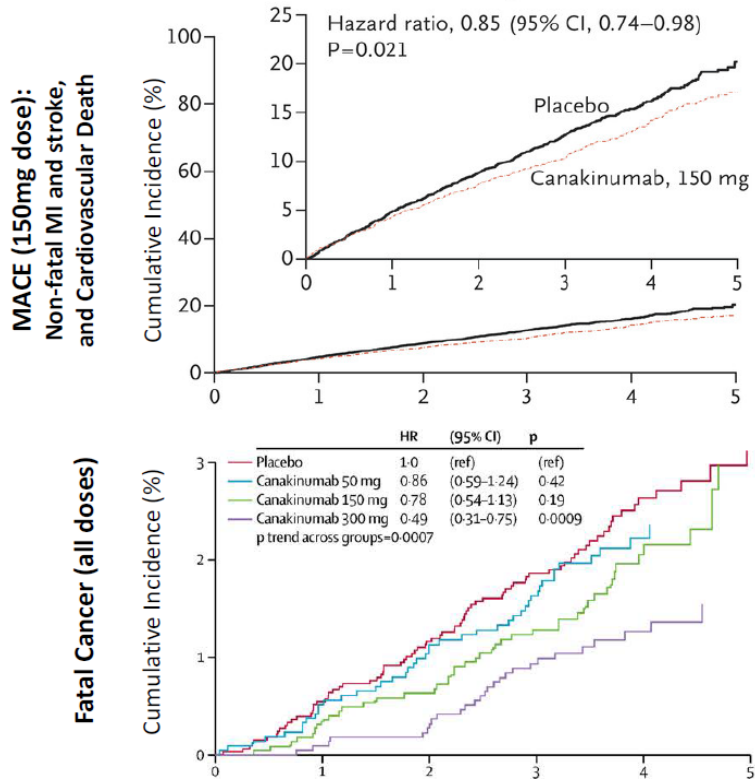 MACE (150mg dose):
Non-fatal MI and stroke,
and Cardiovascular Death
Cumulative Incidence (%)
100
80
60
40
20
0
0 1 2 3 4 5
Hazard ratio, 0.85 (95% CI, 0.74–0.98)
P=0.021
25
20
15
10
5
0
Placebo
Canakinumab, 150 mg
0 1 2 3 4 5
Fatal Cancer (all doses)
Cumulative Incidence (%)
3
2
1
0
HR (95% CI) p
Placebo 1·0 (ref) (ref)
Canakinumab 50 mg 0·86 (0·59–1·24) 0·42
Canakinumab 150 mg 0·78 (0·54–1·13) 0·19
Canakinumab 300 mg 0·49 (0·31–0·75) 0·0009
p trend across groups=0·0007
0 1 2 3 4 5